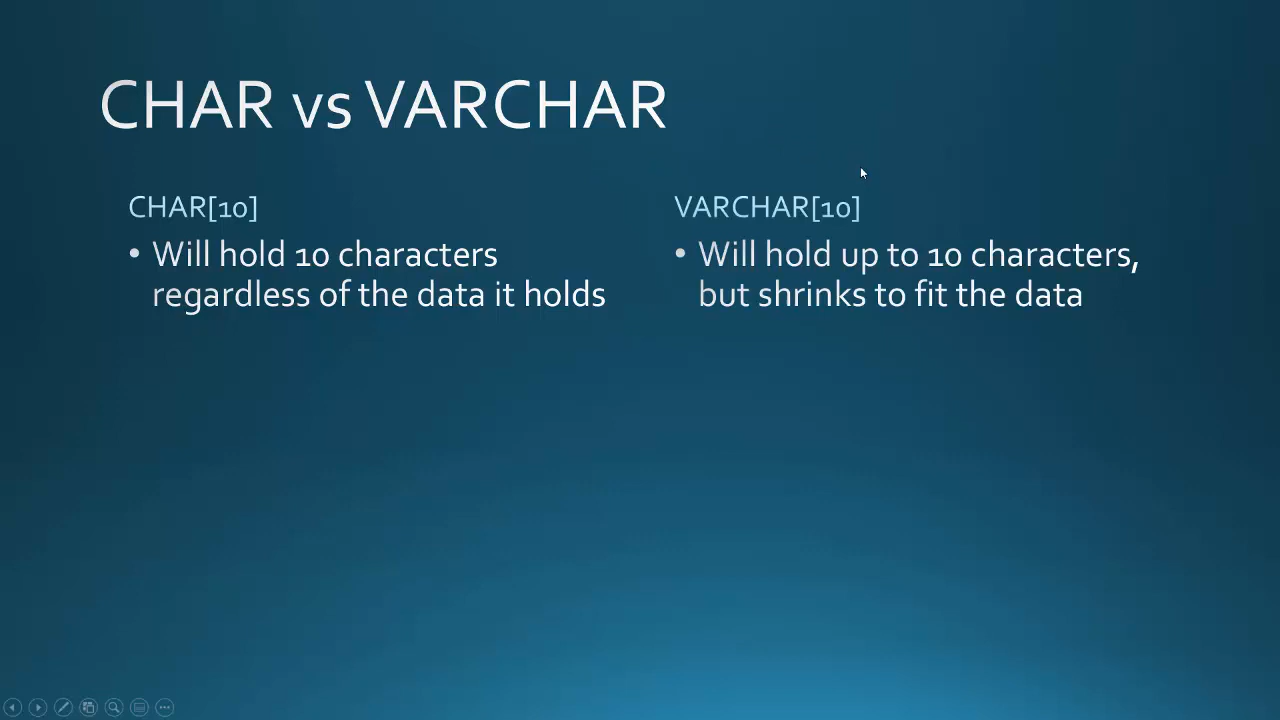 CHAR vs VARCHAR
CHAR[10]
• Will hold 10 characters
regardless of the data it holds
VARCHAR[10]
• Will hold up to 10 characters,
but shrinks to fit the data